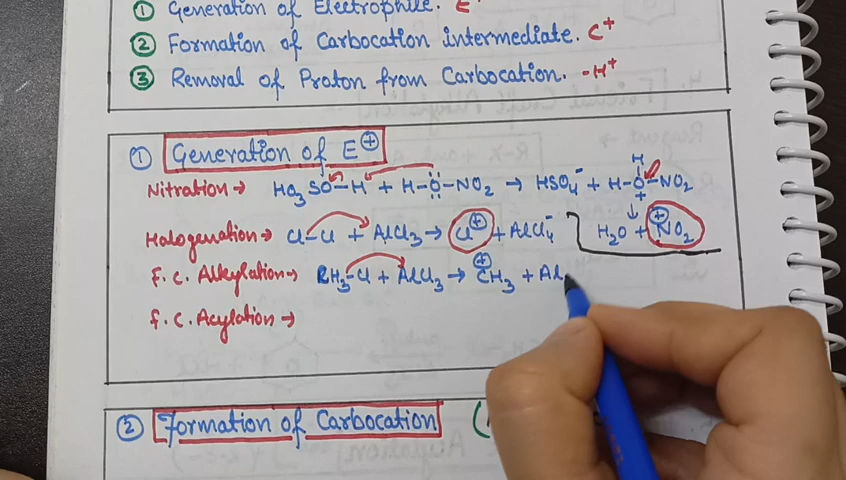 ① Generation of Electrophile. E
② Formation of Carbocation intermediate. C⁺
③ Removal of Proton from Carbocation. -H⁺
① Generation of E⊕
H
Nitration → HO₃SO–H + H–Ö–NO₂ → HSO₄⁻ + H–O–NO₂
+
↓
Halogenation → Cl–Cl + AlCl₃ → Cl⊕ + AlCl₄⁻ H₂O + ⊕NO₂
F.C. Alkylation → CH₃–Cl + AlCl₃ → ⊕CH₃ + Al
F.C. Acylation →
② Formation of Carbocation (